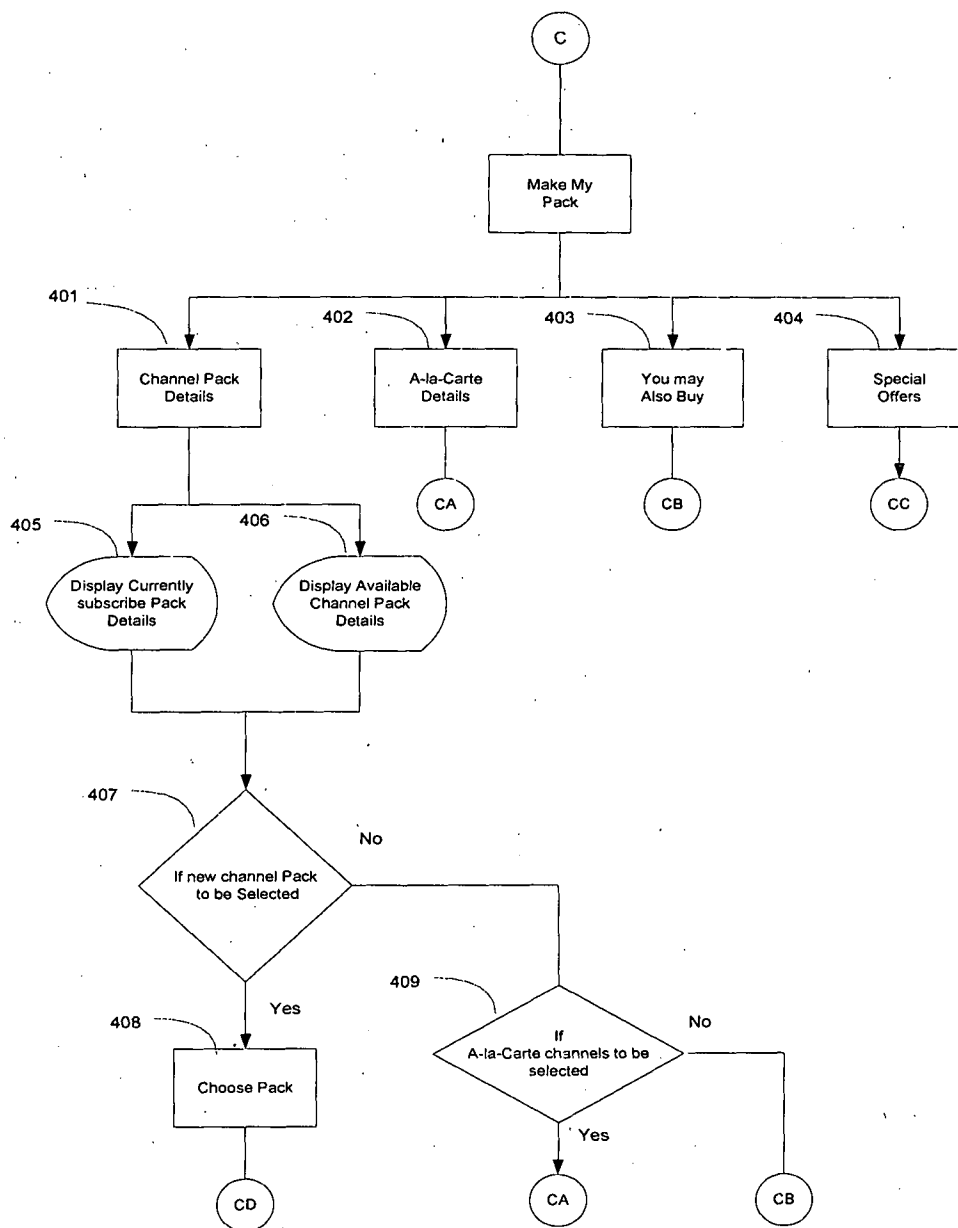 C
Make My
Pack
401
402
403
404
Channel Pack
Details
A-la-Carte
Details
You may
Also Buy
Special
Offers
CA
CB
CC
405
406
Display Currently
subscribe Pack
Details
Display Available
Channel Pack
Details
407
No
If new channel Pack
to be Selected
Yes
409
No
408
If
A-la-Carte channels to be
selected
Choose Pack
Yes
CD
CA
CB